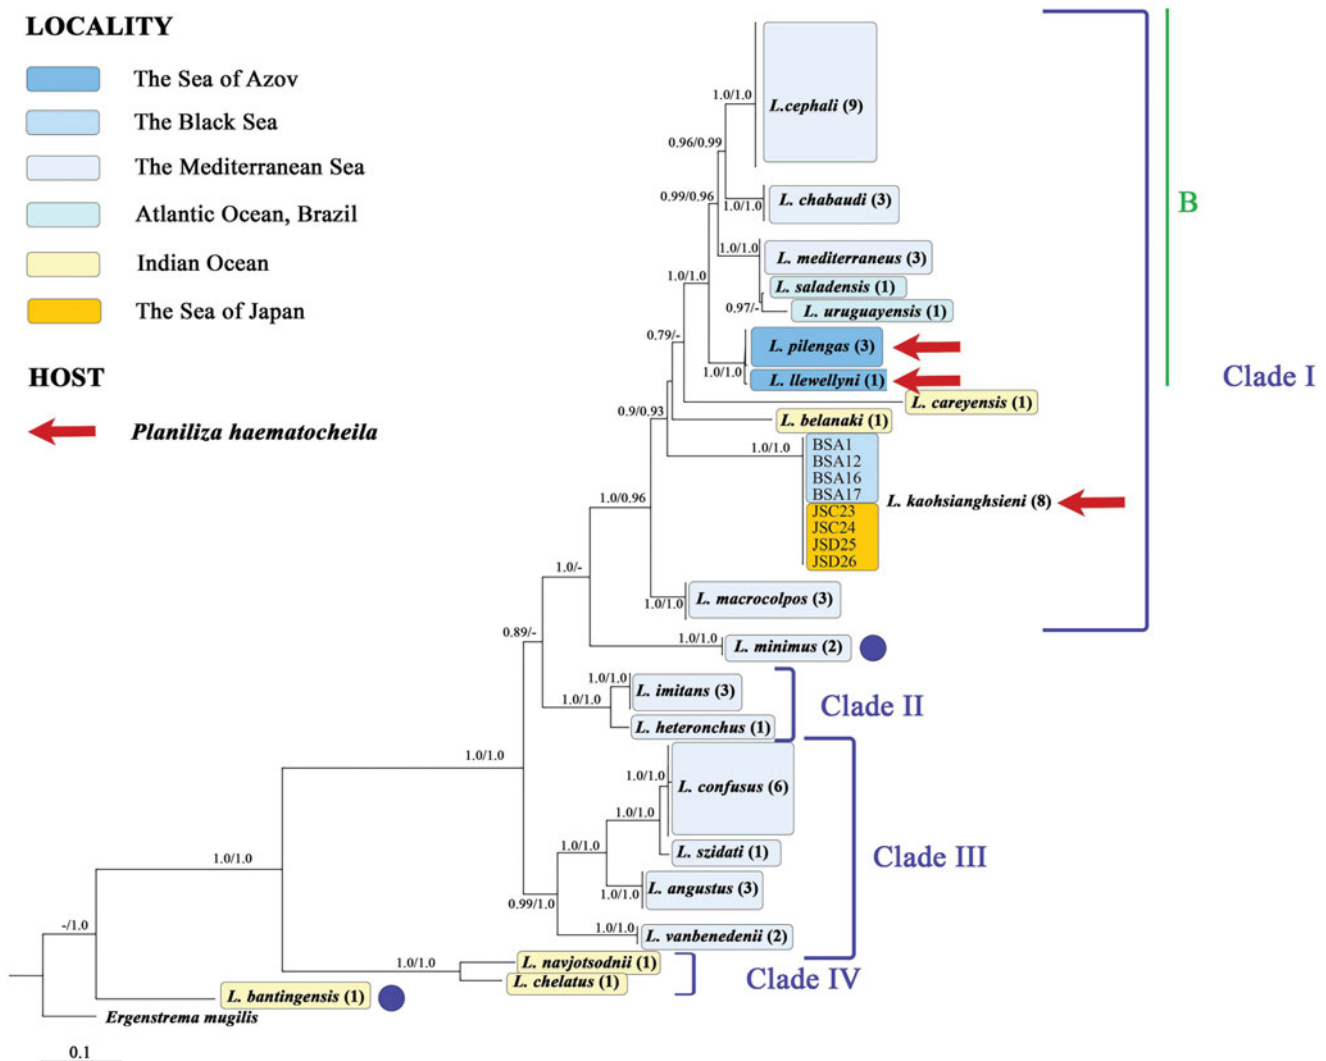 LOCALITY
The Sea of Azov
The Black Sea
The Mediterranean Sea
Atlantic Ocean, Brazil
Indian Ocean
The Sea of Japan
HOST
Planiliza haematocheila
1.0/1.0
L.cephali (9)
0.96/0.99
0.99/0.96
1.0/1.0
L. chabaudi (3)
1.0/1.0
L. mediterraneus (3)
1.0/1.0
L. saladensis (1)
0.97/-
L. uruguayensis (1)
0.79/-
L. pilengas (3)
1.0/1.0
L. llewellyni (1)
L. careyensis (1)
0.9/0.93
L. belanaki (1)
1.0/1.0
BSA1
BSA12
BSA16
BSA17
JSC23
JSC24
JSD25
JSD26
L. kaohsianghsieni (8)
1.0/0.96
1.0/-
1.0/1.0
L. macrocolpos (3)
0.89/-
1.0/1.0
L. minimus (2)
B
Clade I
1.0/1.0
L. imitans (3)
1.0/1.0
L. heteronchus (1)
Clade II
1.0/1.0
1.0/1.0
L. confusus (6)
1.0/1.0
L. szidati (1)
1.0/1.0
1.0/1.0
L. angustus (3)
0.99/1.0
1.0/1.0
L. vanbenedenii (2)
Clade III
1.0/1.0
-/1.0
1.0/1.0
L. navjotsodnii (1)
L. chelatus (1)
Clade IV
L. bantingensis (1)
Ergenstrema mugilis
0.1